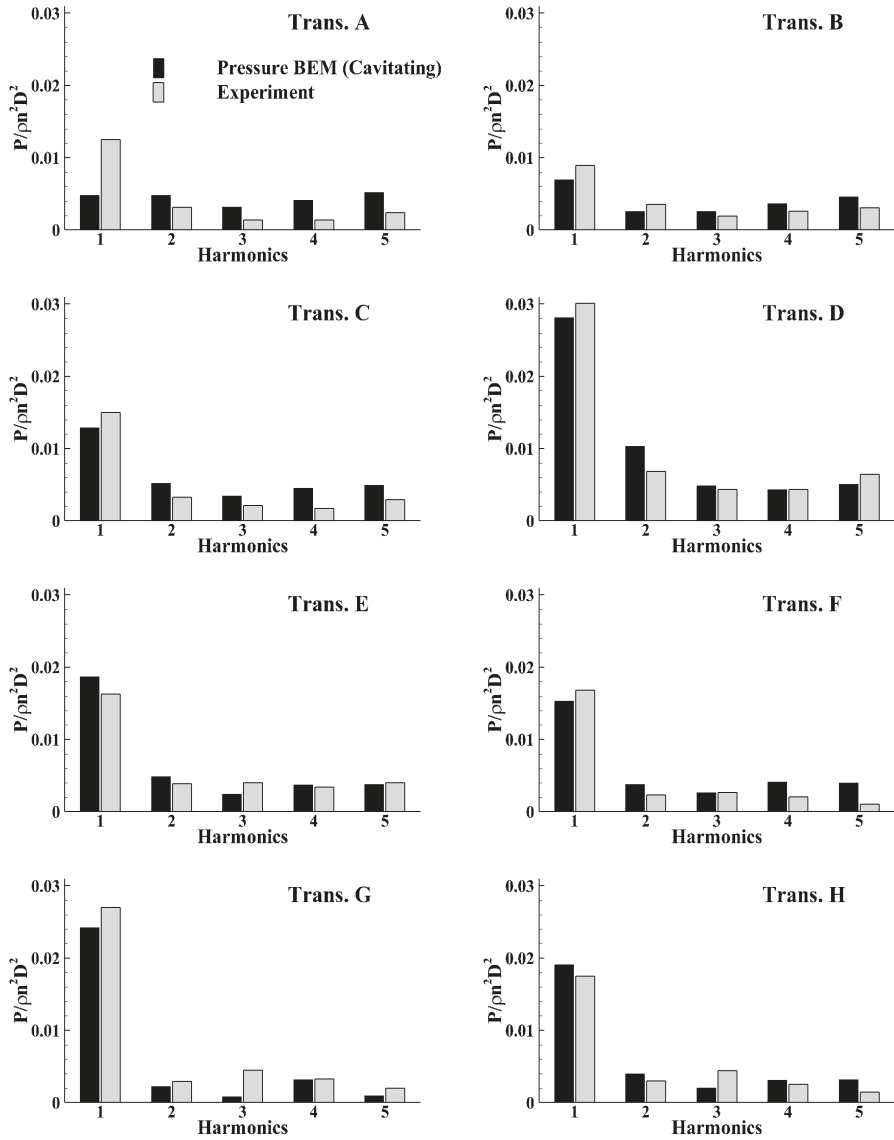 Trans. A
Pressure BEM (Cavitating)
Experiment
P/ρn²D²
0.03
0.02
0.01
0
1 2 3 4 5
Harmonics
Trans. B
P/ρn²D²
0.03
0.02
0.01
0
1 2 3 4 5
Harmonics
Trans. C
P/ρn²D²
0.03
0.02
0.01
0
1 2 3 4 5
Harmonics
Trans. D
P/ρn²D²
0.03
0.02
0.01
0
1 2 3 4 5
Harmonics
Trans. E
P/ρn²D²
0.03
0.02
0.01
0
1 2 3 4 5
Harmonics
Trans. F
P/ρn²D²
0.03
0.02
0.01
0
1 2 3 4 5
Harmonics
Trans. G
P/ρn²D²
0.03
0.02
0.01
0
1 2 3 4 5
Harmonics
Trans. H
P/ρn²D²
0.03
0.02
0.01
0
1 2 3 4 5
Harmonics